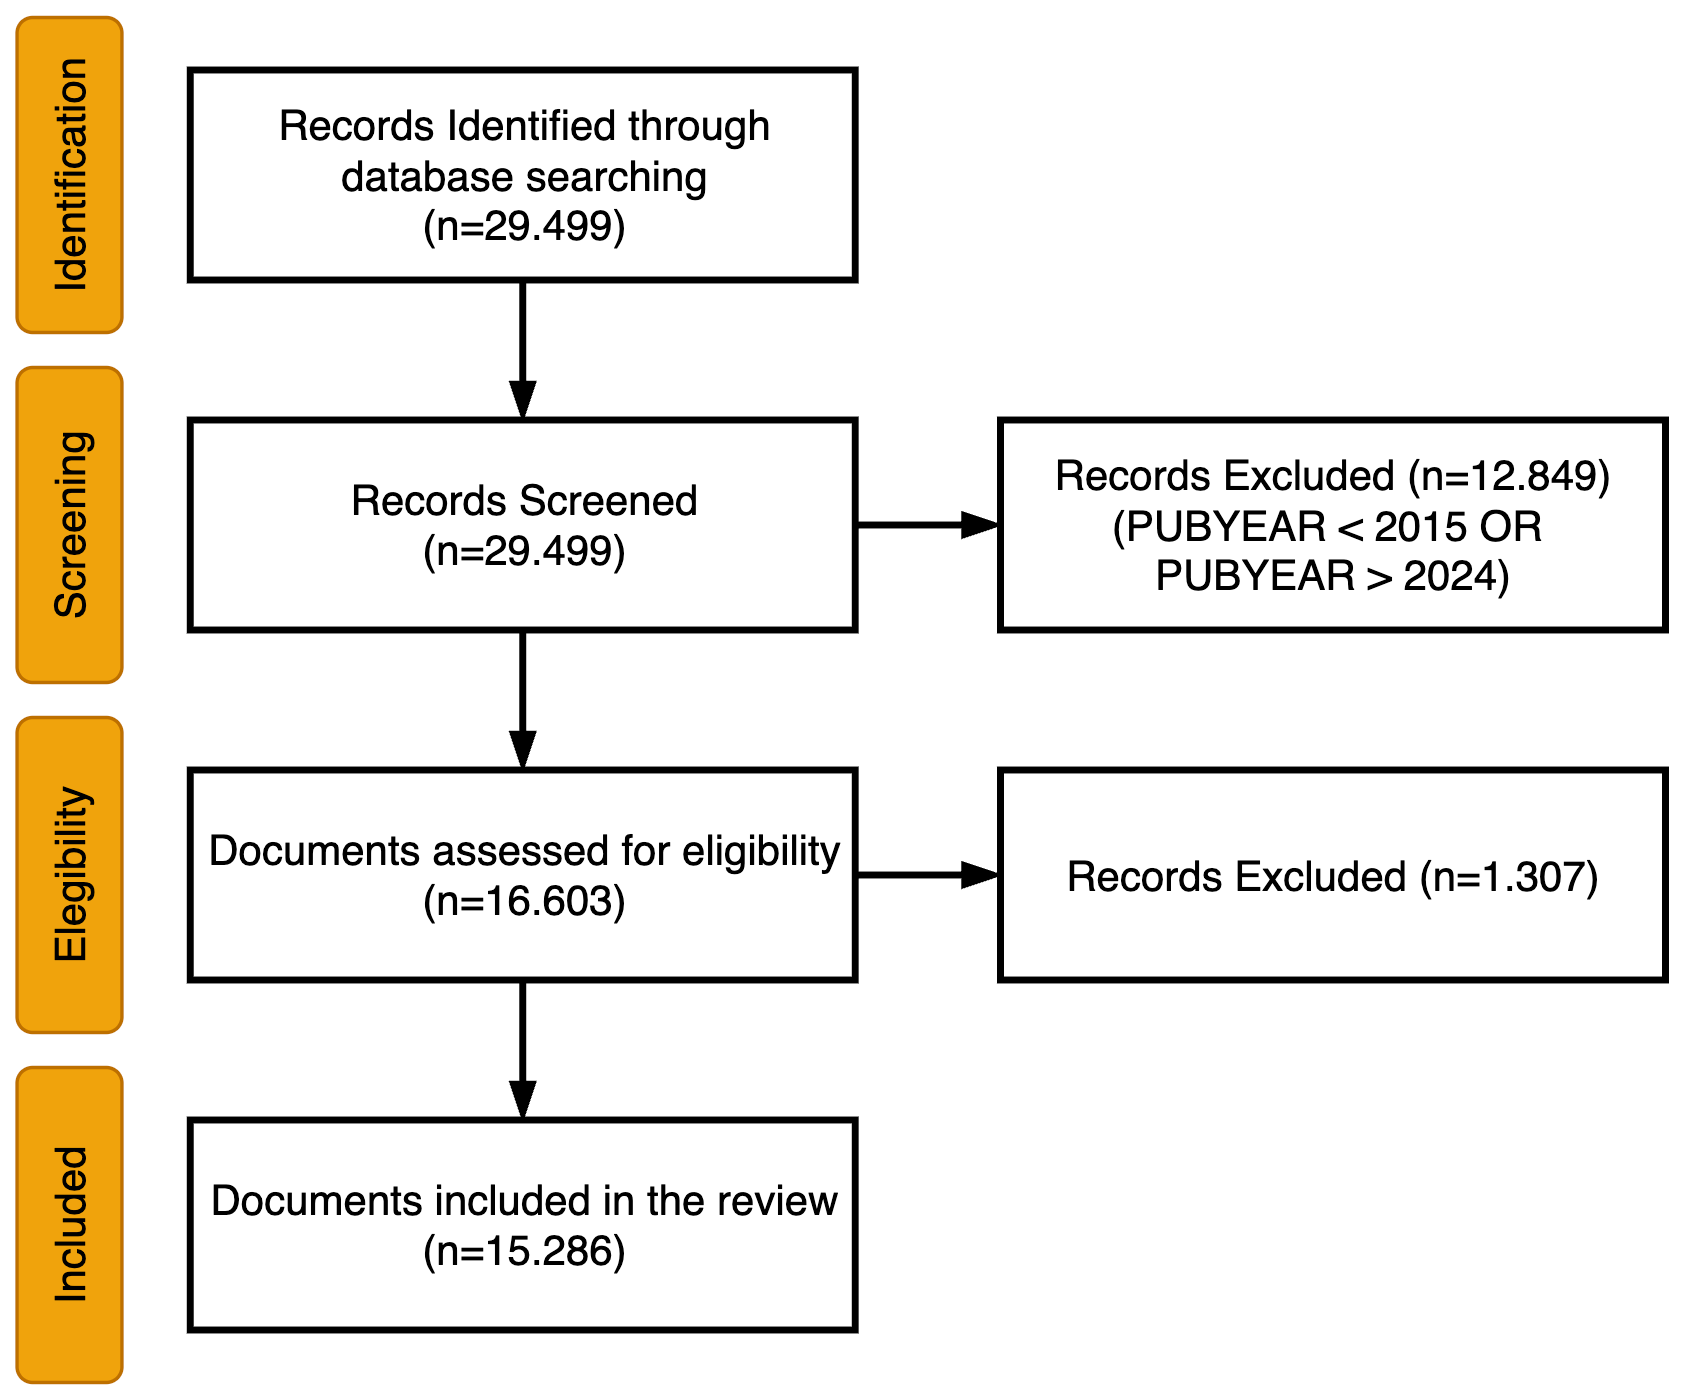 Identification
Records Identified through
database searching
(n=29.499)
Screening
Records Screened
(n=29.499)
Records Excluded (n=12.849)
(PUBYEAR < 2015 OR
PUBYEAR > 2024)
Elegibility
Documents assessed for eligibility
(n=16.603)
Records Excluded (n=1.307)
Included
Documents included in the review
(n=15.286)